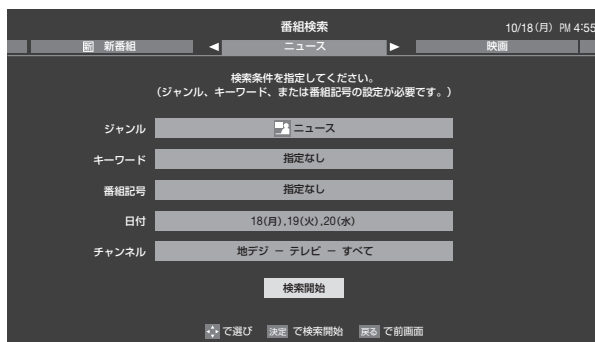 番組検索 10/18(月) PM 4:55
新 新番組 ◀ ニュース ▶ 映画
検索条件を指定してください。
(ジャンル、キーワード、または番組記号の設定が必要です。)
ジャンル ニュース
キーワード 指定なし
番組記号 指定なし
日付 18(月),19(火),20(水)
チャンネル 地デジ − テレビ − すべて
検索開始
で選び 決定 で検索開始 戻る で前画面